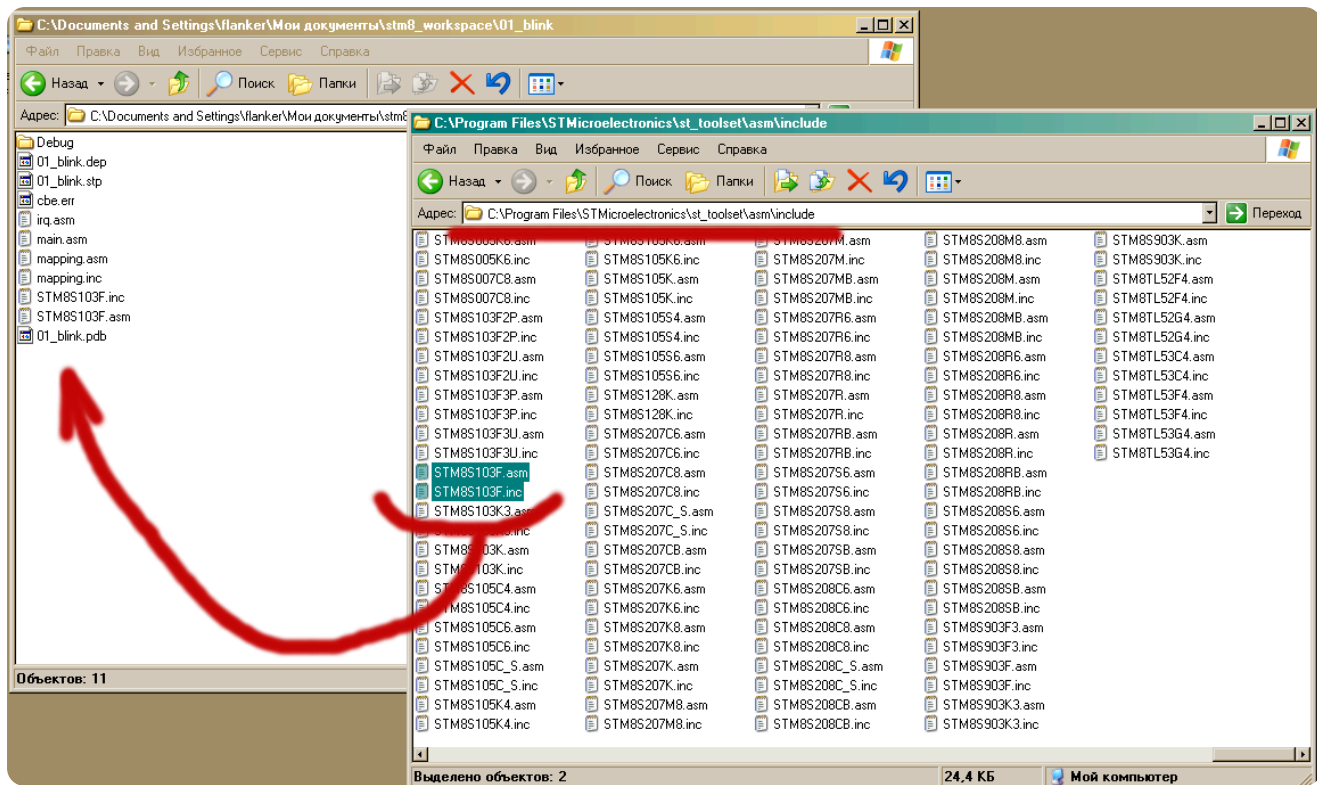 C:\Documents and Settings\flanker\Мои документы\stm8_workspace\01_blink
Файл Правка Вид Избранное Сервис Справка
Назад Поиск Папки
Адрес: C:\Documents and Settings\flanker\Мои документы\stm8
Debug
01_blink.dep
01_blink.stp
cbe.err
irq.asm
main.asm
mapping.asm
mapping.inc
STM8S103F.inc
STM8S103F.asm
01_blink.pdb
Объектов: 11
C:\Program Files\STMicroelectronics\st_toolset\asm\include
Файл Правка Вид Избранное Сервис Справка
Назад Поиск Папки
Адрес: C:\Program Files\STMicroelectronics\st_toolset\asm\include Переход
STM8S005K6.asm
STM8S005K6.inc
STM8S007C8.asm
STM8S007C8.inc
STM8S103F2P.asm
STM8S103F2P.inc
STM8S103F2U.asm
STM8S103F2U.inc
STM8S103F3P.asm
STM8S103F3P.inc
STM8S103F3U.asm
STM8S103F3U.inc
STM8S103F.asm
STM8S103F.inc
STM8S103K3.asm
STM8S103K.asm
STM8S103K.inc
STM8S105C4.asm
STM8S105C4.inc
STM8S105C6.asm
STM8S105C6.inc
STM8S105C_S.asm
STM8S105C_S.inc
STM8S105K4.asm
STM8S105K4.inc
STM8S105K6.asm
STM8S105K6.inc
STM8S105K.asm
STM8S105K.inc
STM8S105S4.asm
STM8S105S4.inc
STM8S105S6.asm
STM8S105S6.inc
STM8S128K.asm
STM8S128K.inc
STM8S207C6.asm
STM8S207C6.inc
STM8S207C8.asm
STM8S207C8.inc
STM8S207C_S.asm
STM8S207C_S.inc
STM8S207CB.asm
STM8S207CB.inc
STM8S207K6.asm
STM8S207K6.inc
STM8S207K8.asm
STM8S207K8.inc
STM8S207K.asm
STM8S207K.inc
STM8S207M8.asm
STM8S207M8.inc
STM8S207M.asm
STM8S207M.inc
STM8S207MB.asm
STM8S207MB.inc
STM8S207R6.asm
STM8S207R6.inc
STM8S207R8.asm
STM8S207R8.inc
STM8S207R.asm
STM8S207R.inc
STM8S207RB.asm
STM8S207RB.inc
STM8S207S6.asm
STM8S207S6.inc
STM8S207S8.asm
STM8S207S8.inc
STM8S207SB.asm
STM8S207SB.inc
STM8S208C6.asm
STM8S208C6.inc
STM8S208C8.asm
STM8S208C8.inc
STM8S208C_S.asm
STM8S208C_S.inc
STM8S208CB.asm
STM8S208CB.inc
STM8S208M8.asm
STM8S208M8.inc
STM8S208M.asm
STM8S208M.inc
STM8S208MB.asm
STM8S208MB.inc
STM8S208R6.asm
STM8S208R6.inc
STM8S208R8.asm
STM8S208R8.inc
STM8S208R.asm
STM8S208R.inc
STM8S208RB.asm
STM8S208RB.inc
STM8S208S6.asm
STM8S208S6.inc
STM8S208S8.asm
STM8S208S8.inc
STM8S208SB.asm
STM8S208SB.inc
STM8S903F3.asm
STM8S903F3.inc
STM8S903F.asm
STM8S903F.inc
STM8S903K3.asm
STM8S903K3.inc
STM8S903K.asm
STM8S903K.inc
STM8TL52F4.asm
STM8TL52F4.inc
STM8TL52G4.asm
STM8TL52G4.inc
STM8TL53C4.asm
STM8TL53C4.inc
STM8TL53F4.asm
STM8TL53F4.inc
STM8TL53G4.asm
STM8TL53G4.inc
Выделено объектов: 2 24,4 КБ Мой компьютер